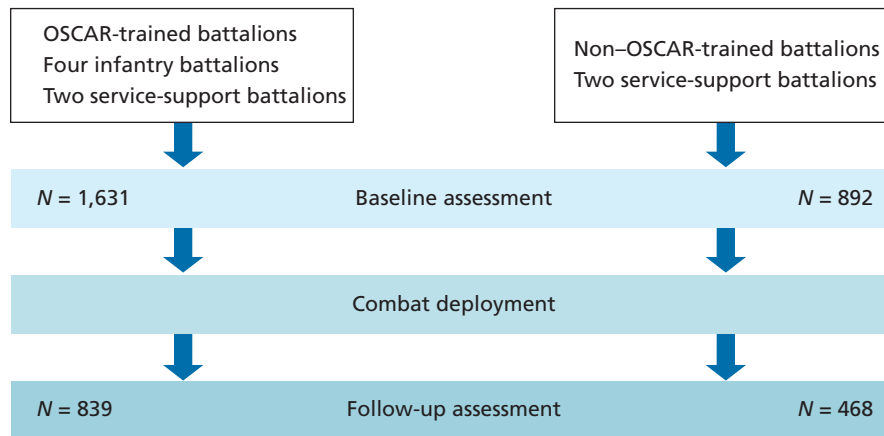 OSCAR-trained battalions
Four infantry battalions
Two service-support battalions
Non–OSCAR-trained battalions
Two service-support battalions
N = 1,631 Baseline assessment N = 892
Combat deployment
N = 839 Follow-up assessment N = 468